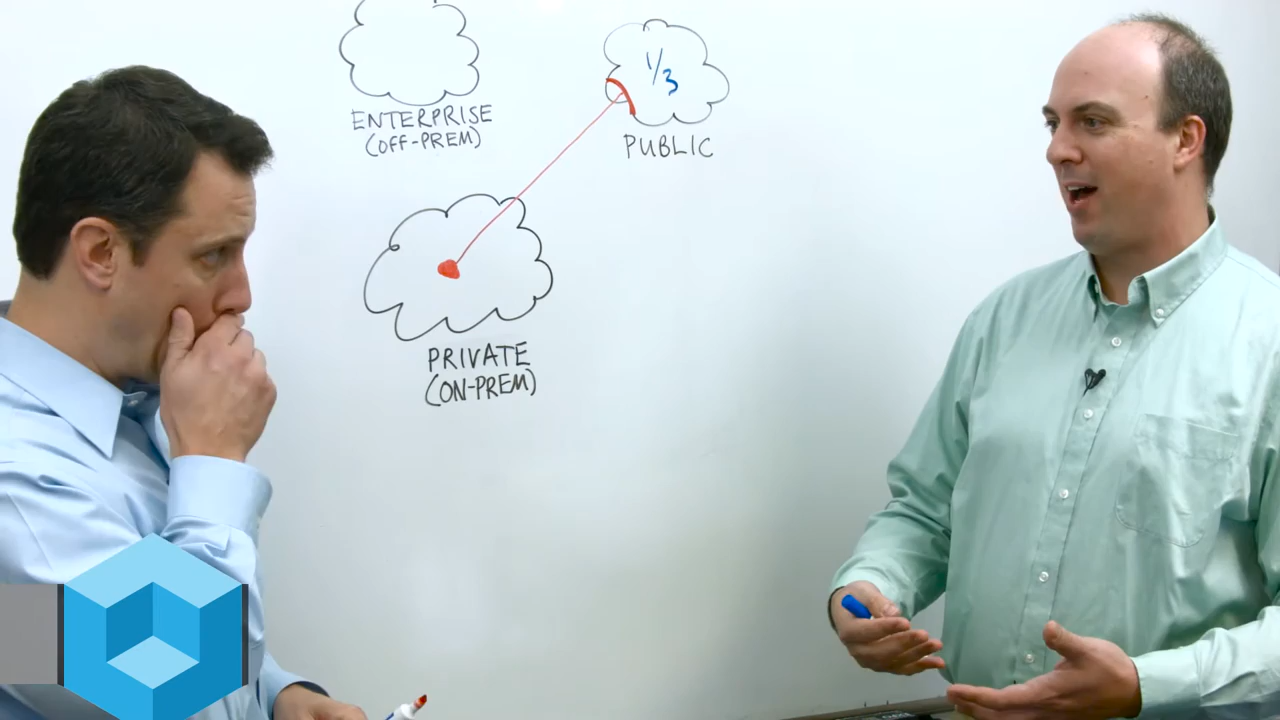 ENTERPRISE
(OFF-PREM)
1/3
PUBLIC
PRIVATE
(ON-PREM)